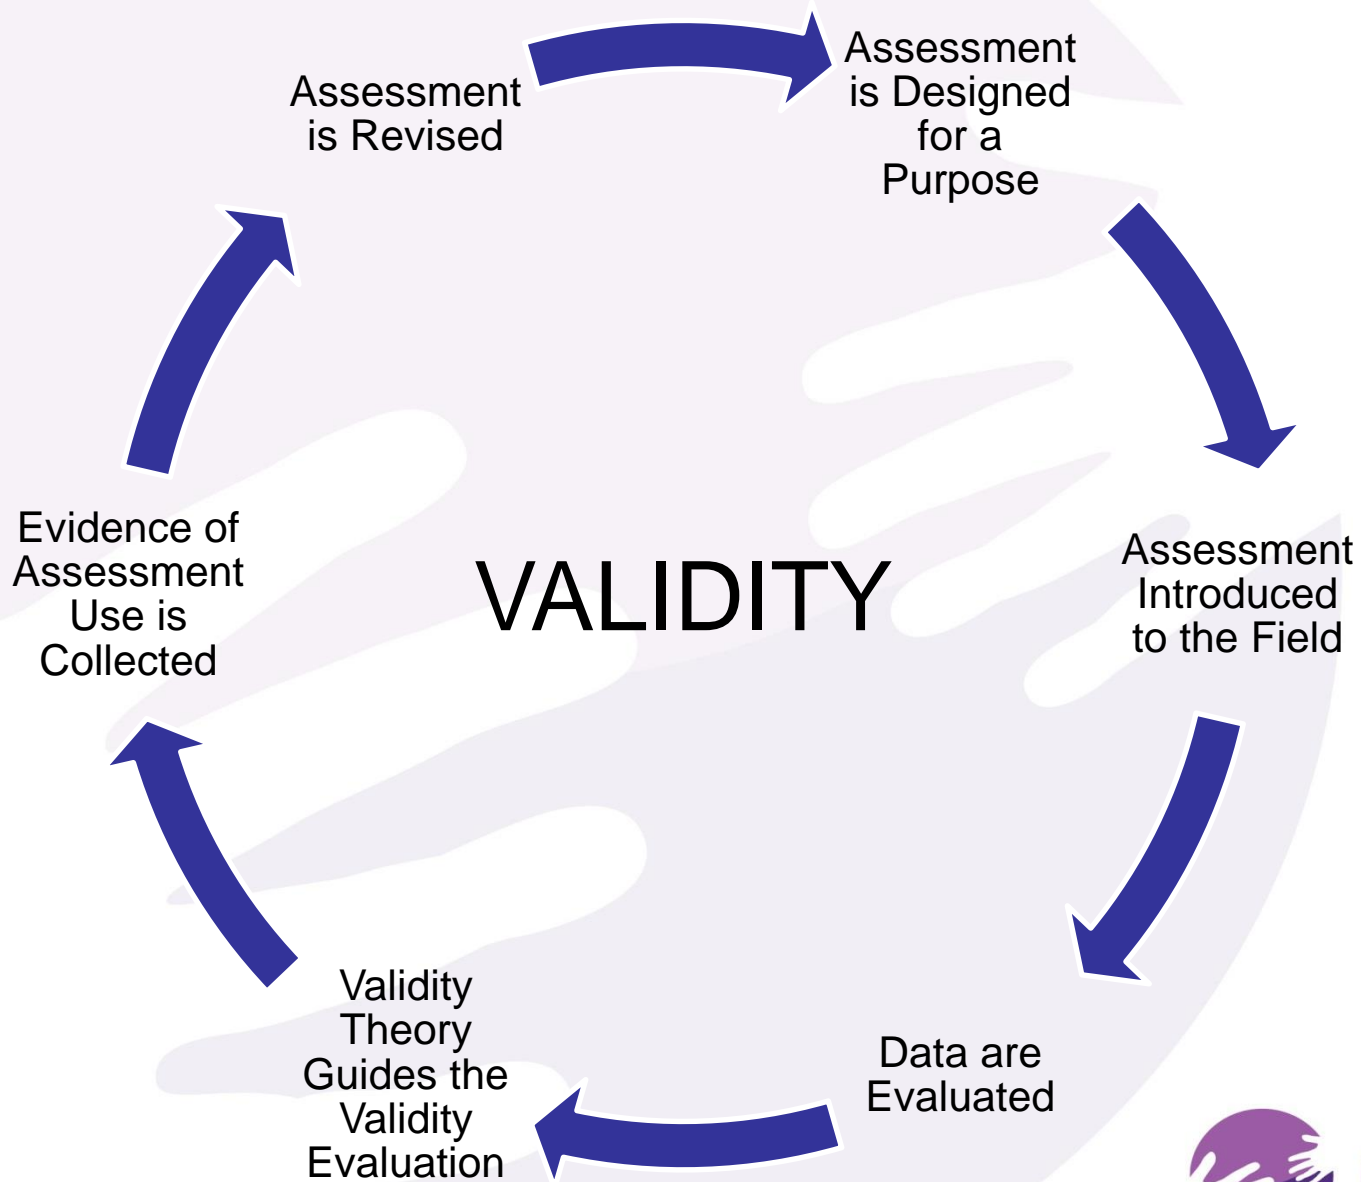 Assessment
is Designed
for a
Purpose
Assessment
Introduced
to the Field
Data are
Evaluated
Validity
Theory
Guides the
Validity
Evaluation
Evidence of
Assessment
Use is
Collected
Assessment
is Revised
VALIDITY